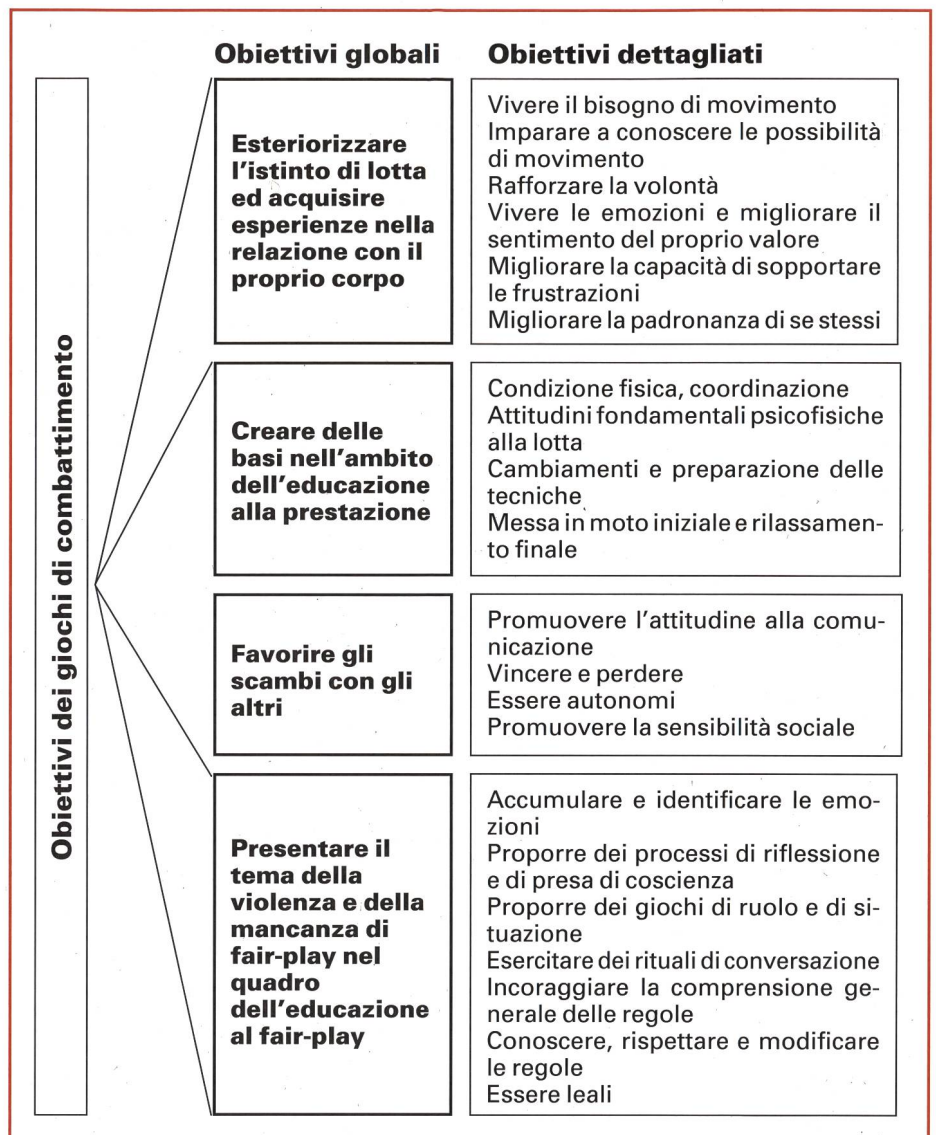 Obiettivi globali
Obiettivi dettagliati
Obiettivi dei giochi di combattimento
Esteriorizzare
l'istinto di lotta
ed acquisire
esperienze nella
relazione con il
proprio corpo
Vivere il bisogno di movimento
Imparare a conoscere le possibilità
di movimento
Rafforzare la volontà
Vivere le emozioni e migliorare il
sentimento del proprio valore
Migliorare la capacità di sopportare
le frustrazioni
Migliorare la padronanza di se stessi
Creare delle
basi nell'ambito
dell'educazione
alla prestazione
Condizione fisica, coordinazione
Attitudini fondamentali psicofisiche
alla lotta
Cambiamenti e preparazione delle
tecniche
Messa in moto iniziale e rilassamen-
to finale
Favorire gli
scambi con gli
altri
Promuovere l'attitudine alla comu-
nicazione
Vincere e perdere
Essere autonomi
Promuovere la sensibilità sociale
Presentare il
tema della
violenza e della
mancanza di
fair-play nel
quadro
dell'educazione
al fair-play
Accumulare e identificare le emo-
zioni
Proporre dei processi di riflessione
e di presa di coscienza
Proporre dei giochi di ruolo e di si-
tuazione
Esercitare dei rituali di conversazione
Incoraggiare la comprensione ge-
nerale delle regole
Conoscere, rispettare e modificare
le regole
Essere leali